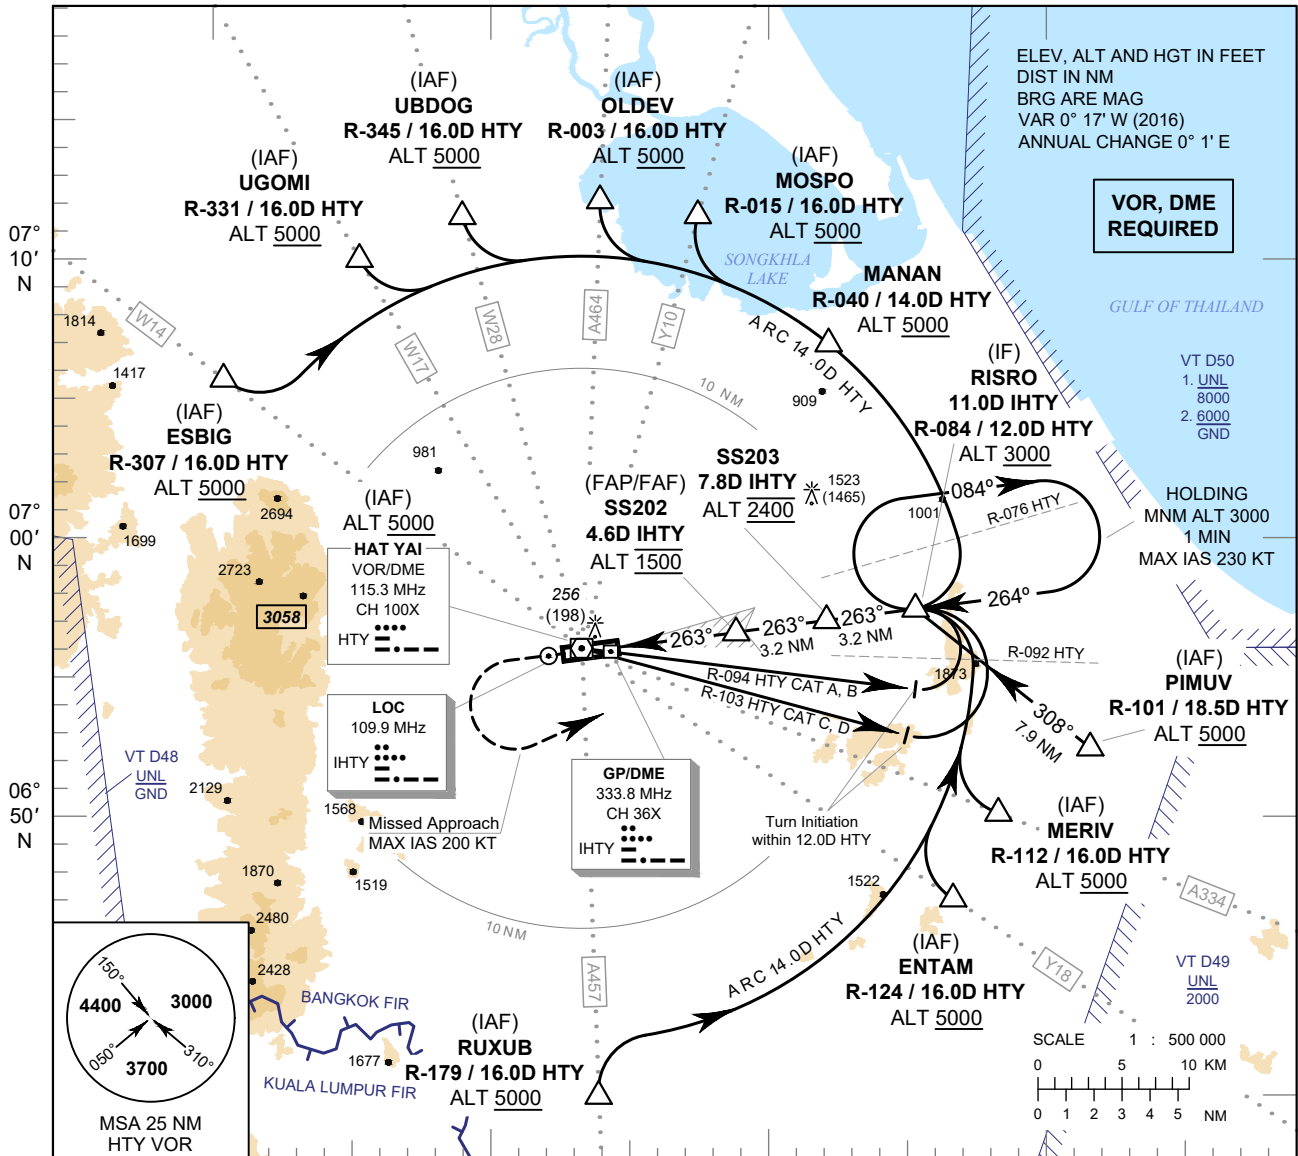 ELEV, ALT AND HGT IN FEET
DIST IN NM
BRG ARE MAG
VAR 0° 17' W (2016)
ANNUAL CHANGE 0° 1' E
VOR, DME
REQUIRED
(IAF)
UBDOG
R-345 / 16.0D HTY
ALT 5000
(IAF)
OLDEV
R-003 / 16.0D HTY
ALT 5000
(IAF)
UGOMI
R-331 / 16.0D HTY
ALT 5000
(IAF)
MOSPO
R-015 / 16.0D HTY
ALT 5000
07°
10'
N
SONGKHLA
LAKE
MANAN
R-040 / 14.0D HTY
ALT 5000
GULF OF THAILAND
1814
W14
W17
W28
A464
Y10
ARC 14.0D HTY
1417
10 NM
909
(IF)
RISRO
11.0D IHTY
R-084 / 12.0D HTY
ALT 3000
VT D50
1. UNL
8000
2. 6000
GND
(IAF)
ESBIG
R-307 / 16.0D HTY
ALT 5000
981
2694
(IAF)
ALT 5000
HAT YAI
VOR/DME
115.3 MHz
CH 100X
HTY
(FAP/FAF)
SS202
4.6D IHTY
ALT 1500
SS203
7.8D IHTY
ALT 2400
1523
(1465)
1001
084°
R-076 HTY
HOLDING
MNM ALT 3000
1 MIN
MAX IAS 230 KT
07°
00'
N
1699
2723
3058
256
(198)
263°
263°
3.2 NM
263°
3.2 NM
264°
R-092 HTY
R-094 HTY CAT A, B
R-103 HTY CAT C, D
1873
308°
7.9 NM
(IAF)
PIMUV
R-101 / 18.5D HTY
ALT 5000
LOC
109.9 MHz
IHTY
VT D48
UNL
GND
GP/DME
333.8 MHz
CH 36X
IHTY
2129
1568
Missed Approach
MAX IAS 200 KT
Turn Initiation
within 12.0D HTY
06°
50'
N
(IAF)
MERIV
R-112 / 16.0D HTY
ALT 5000
1870
1519
1522
A334
2480
10 NM
ARC 14.0D HTY
(IAF)
ENTAM
R-124 / 16.0D HTY
ALT 5000
Y18
2428
A457
VT D49
UNL
2000
BANGKOK FIR
KUALA LUMPUR FIR
1677
(IAF)
RUXUB
R-179 / 16.0D HTY
ALT 5000
150°
4400
3000
050°
310°
3700
MSA 25 NM
HTY VOR
SCALE 1 : 500 000
0 5 10 KM
0 1 2 3 4 5 NM